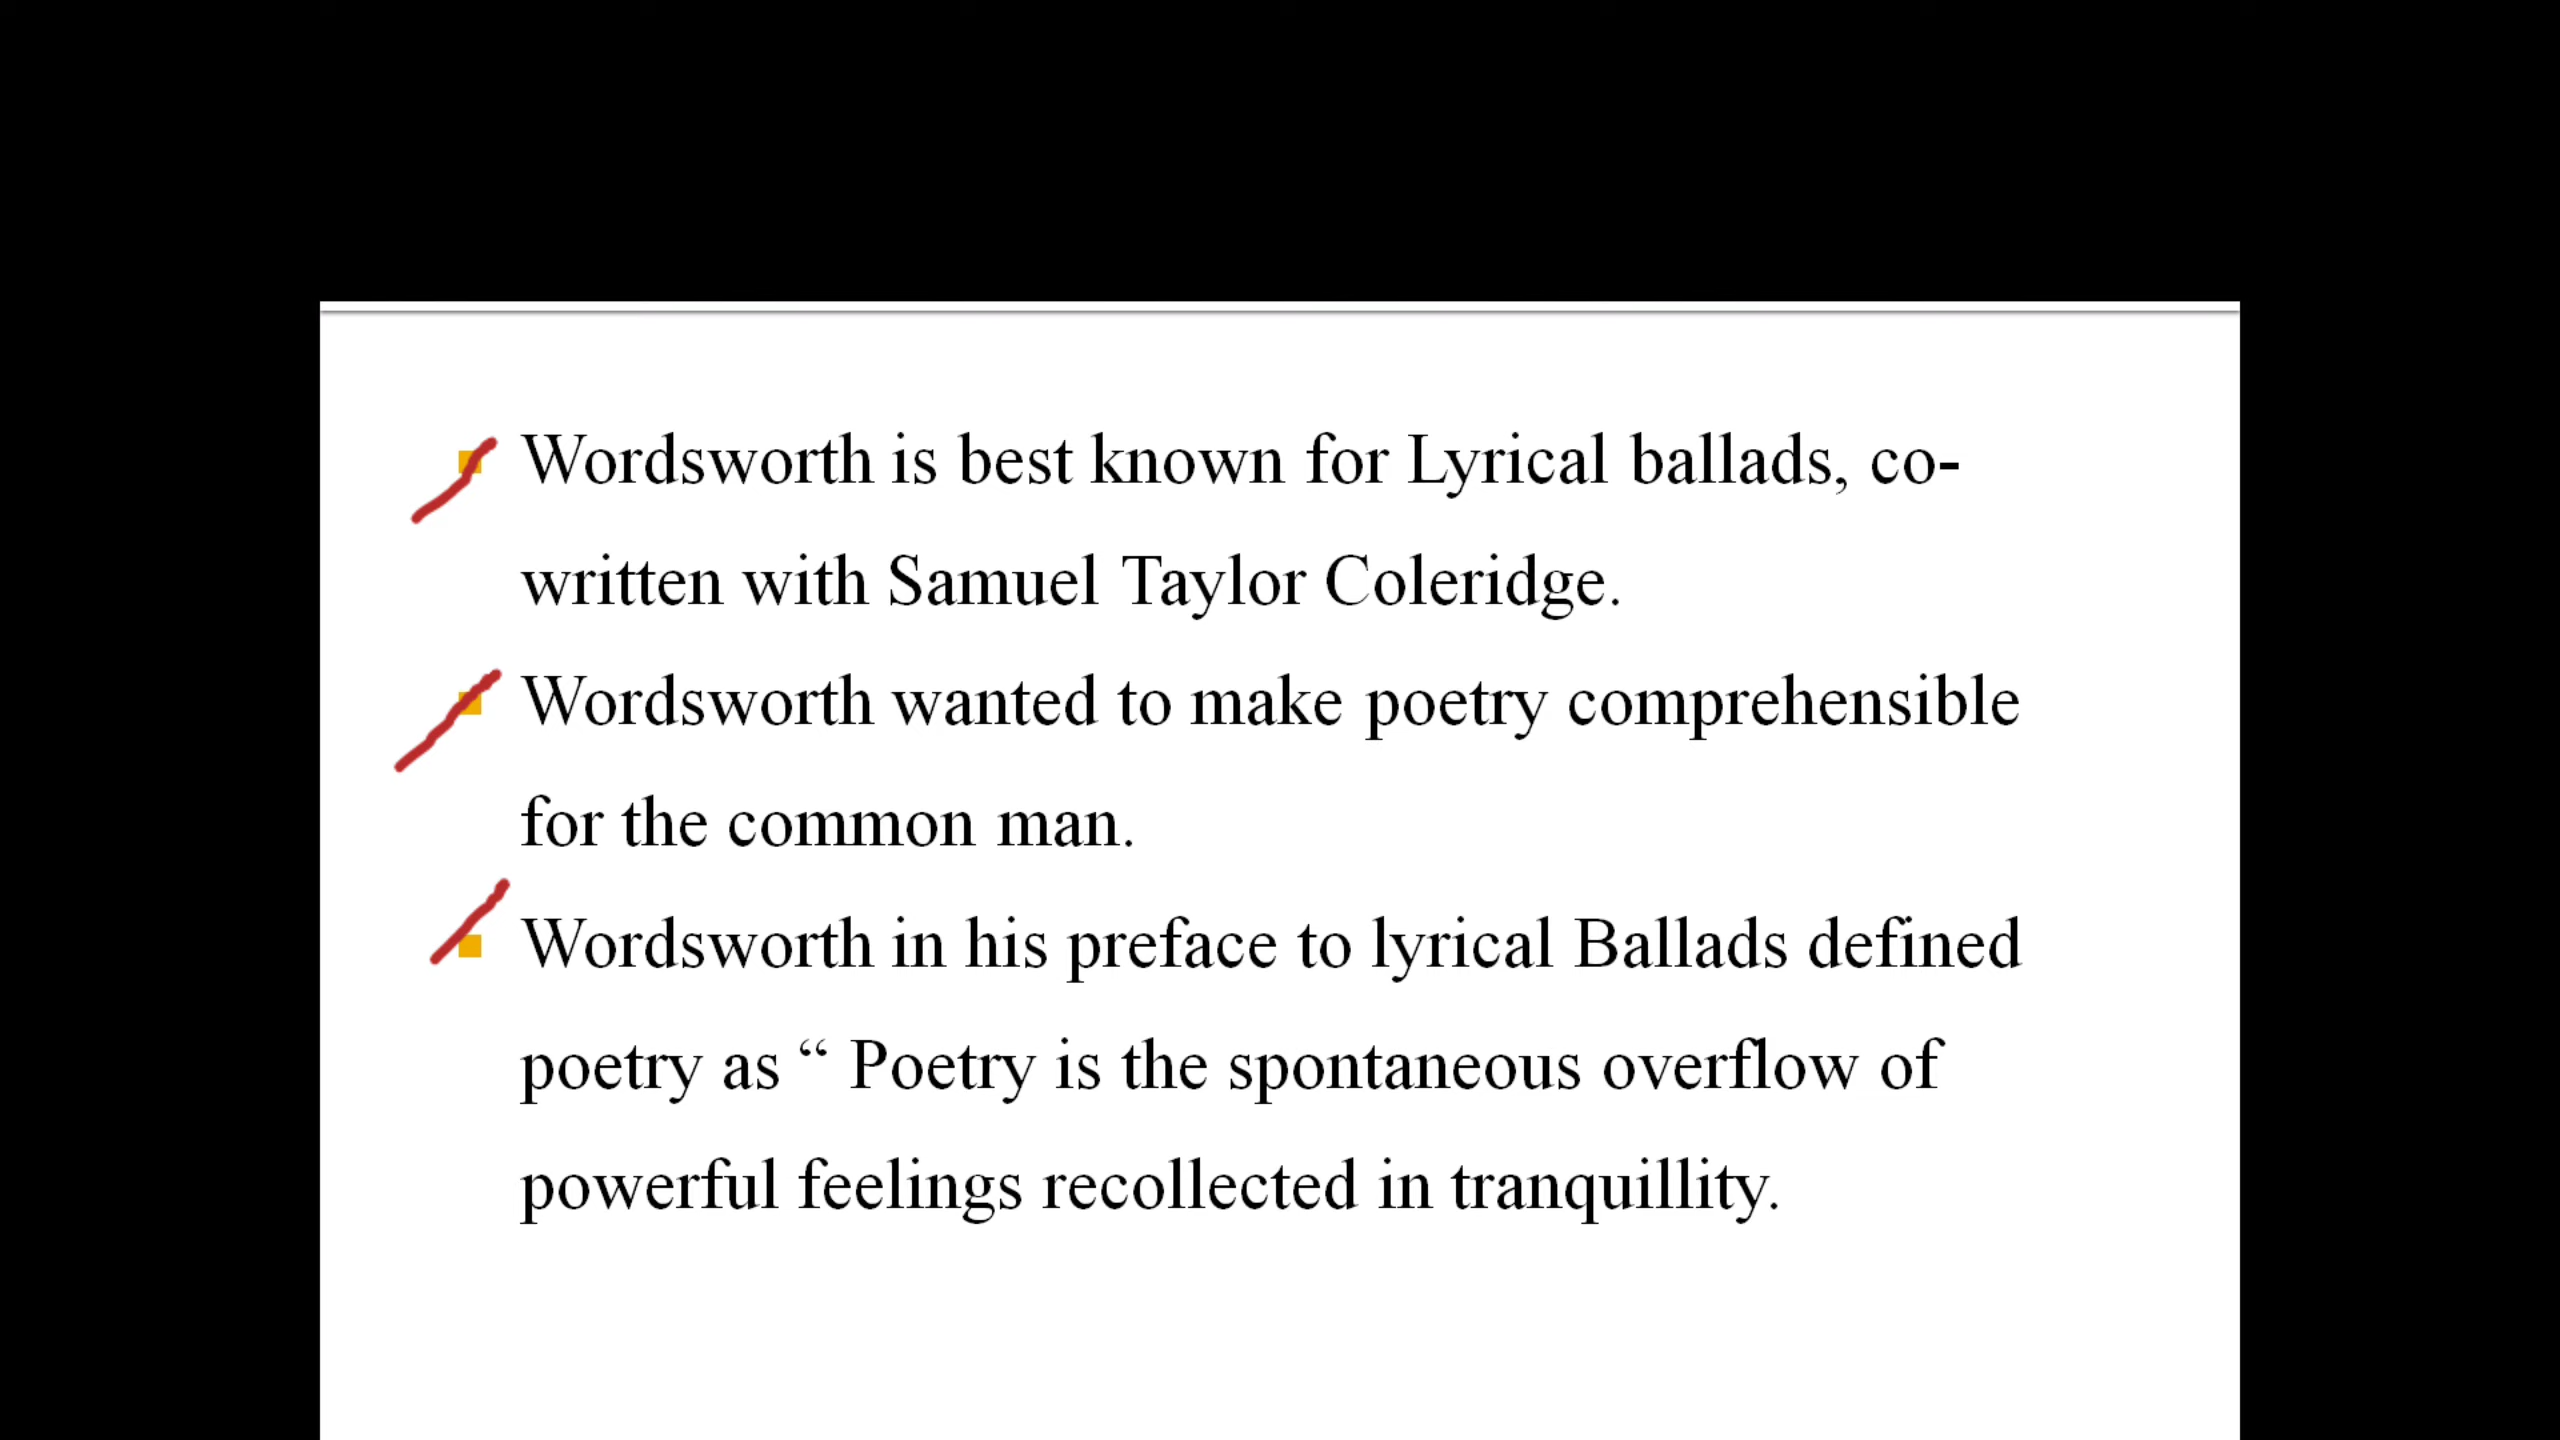 Wordsworth is best known for Lyrical ballads, co-
written with Samuel Taylor Coleridge.
Wordsworth wanted to make poetry comprehensible
for the common man.
Wordsworth in his preface to lyrical Ballads defined
poetry as “ Poetry is the spontaneous overflow of
powerful feelings recollected in tranquillity.